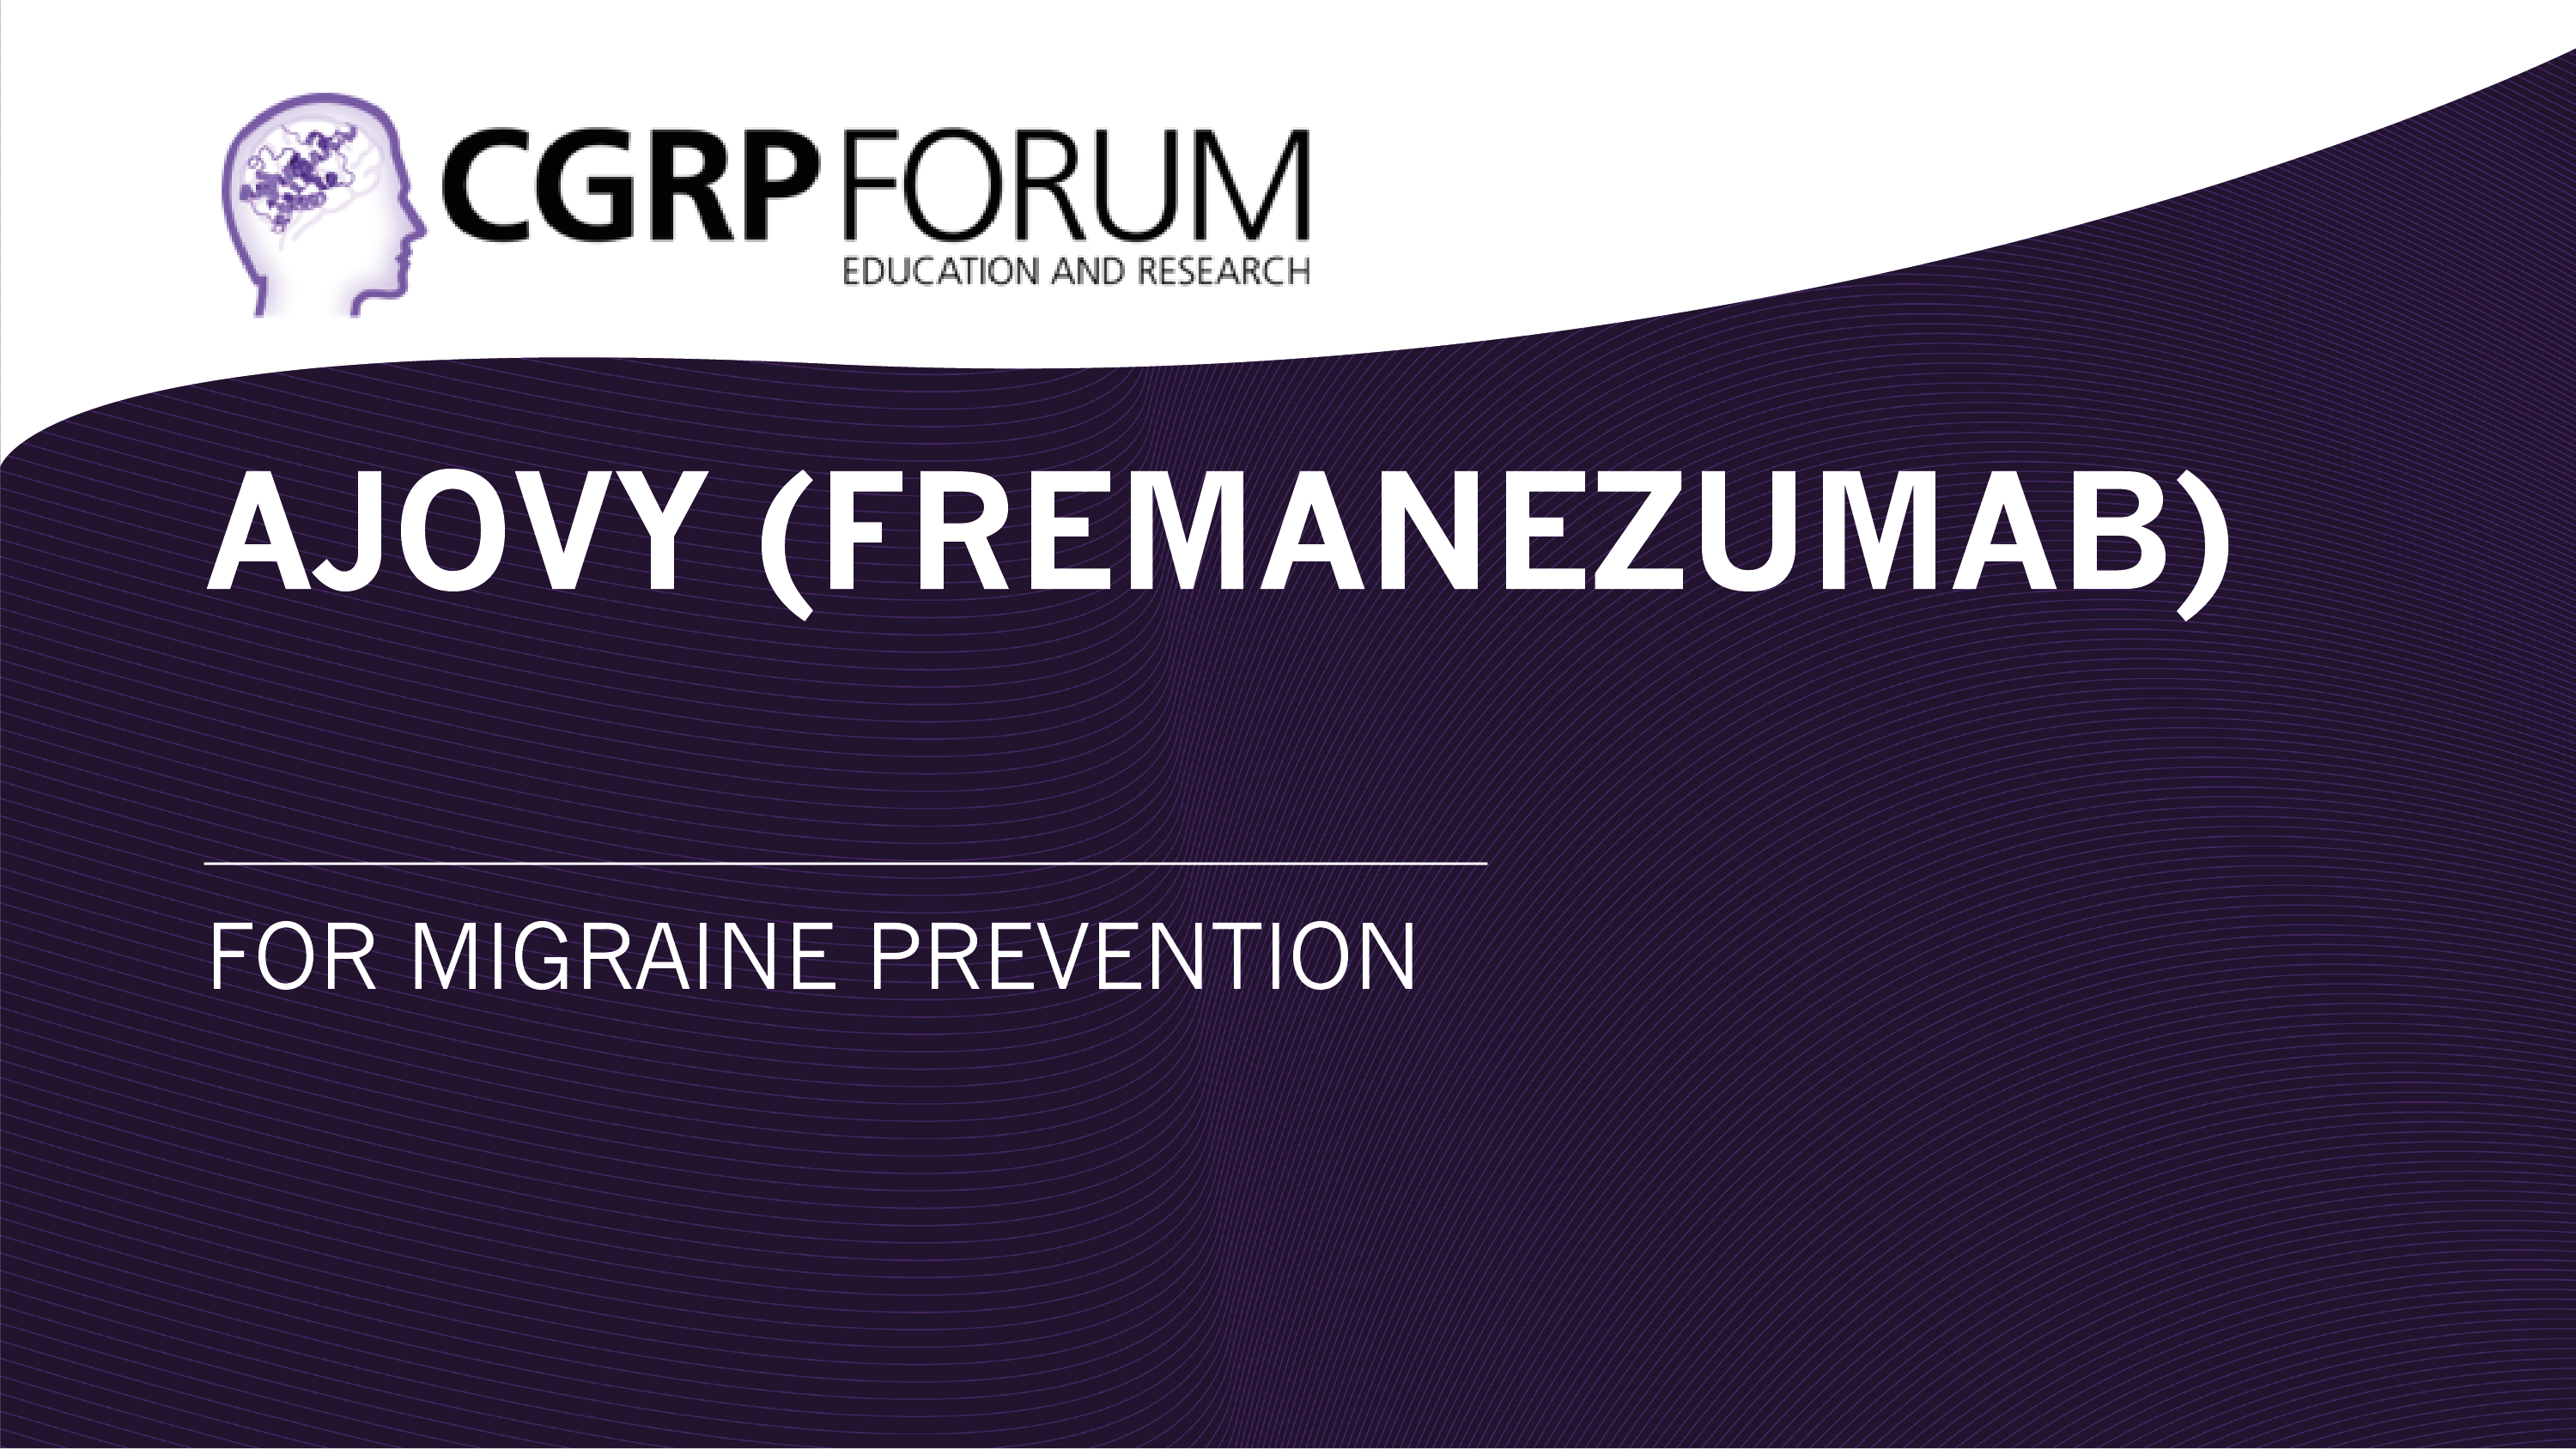 CGRP FORUM
EDUCATION AND RESEARCH
AJOVY (FREMANEZUMAB)
FOR MIGRAINE PREVENTION